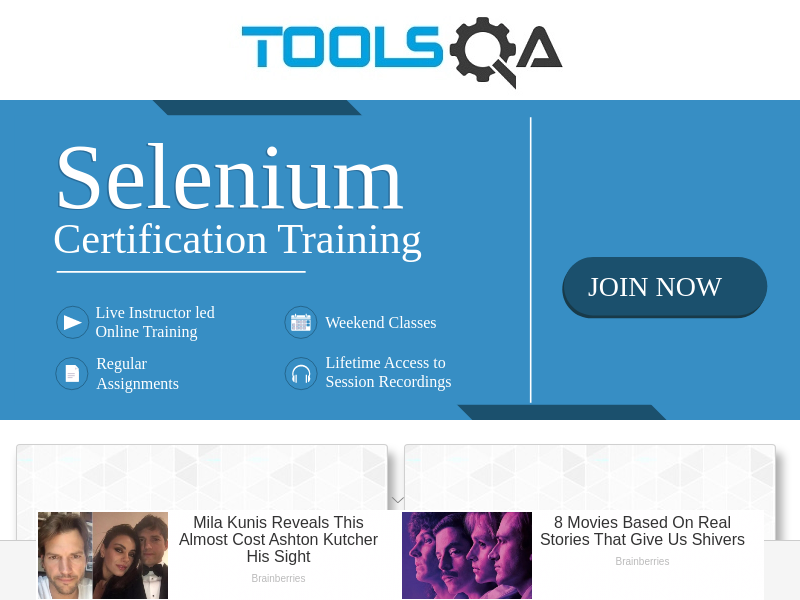 TOOLSQA
Selenium
Certification Training
JOIN NOW
Live Instructor led
Online Training
Weekend Classes
Regular
Assignments
Lifetime Access to
Session Recordings
Mila Kunis Reveals This
Almost Cost Ashton Kutcher
His Sight
Brainberries
8 Movies Based On Real
Stories That Give Us Shivers
Brainberries